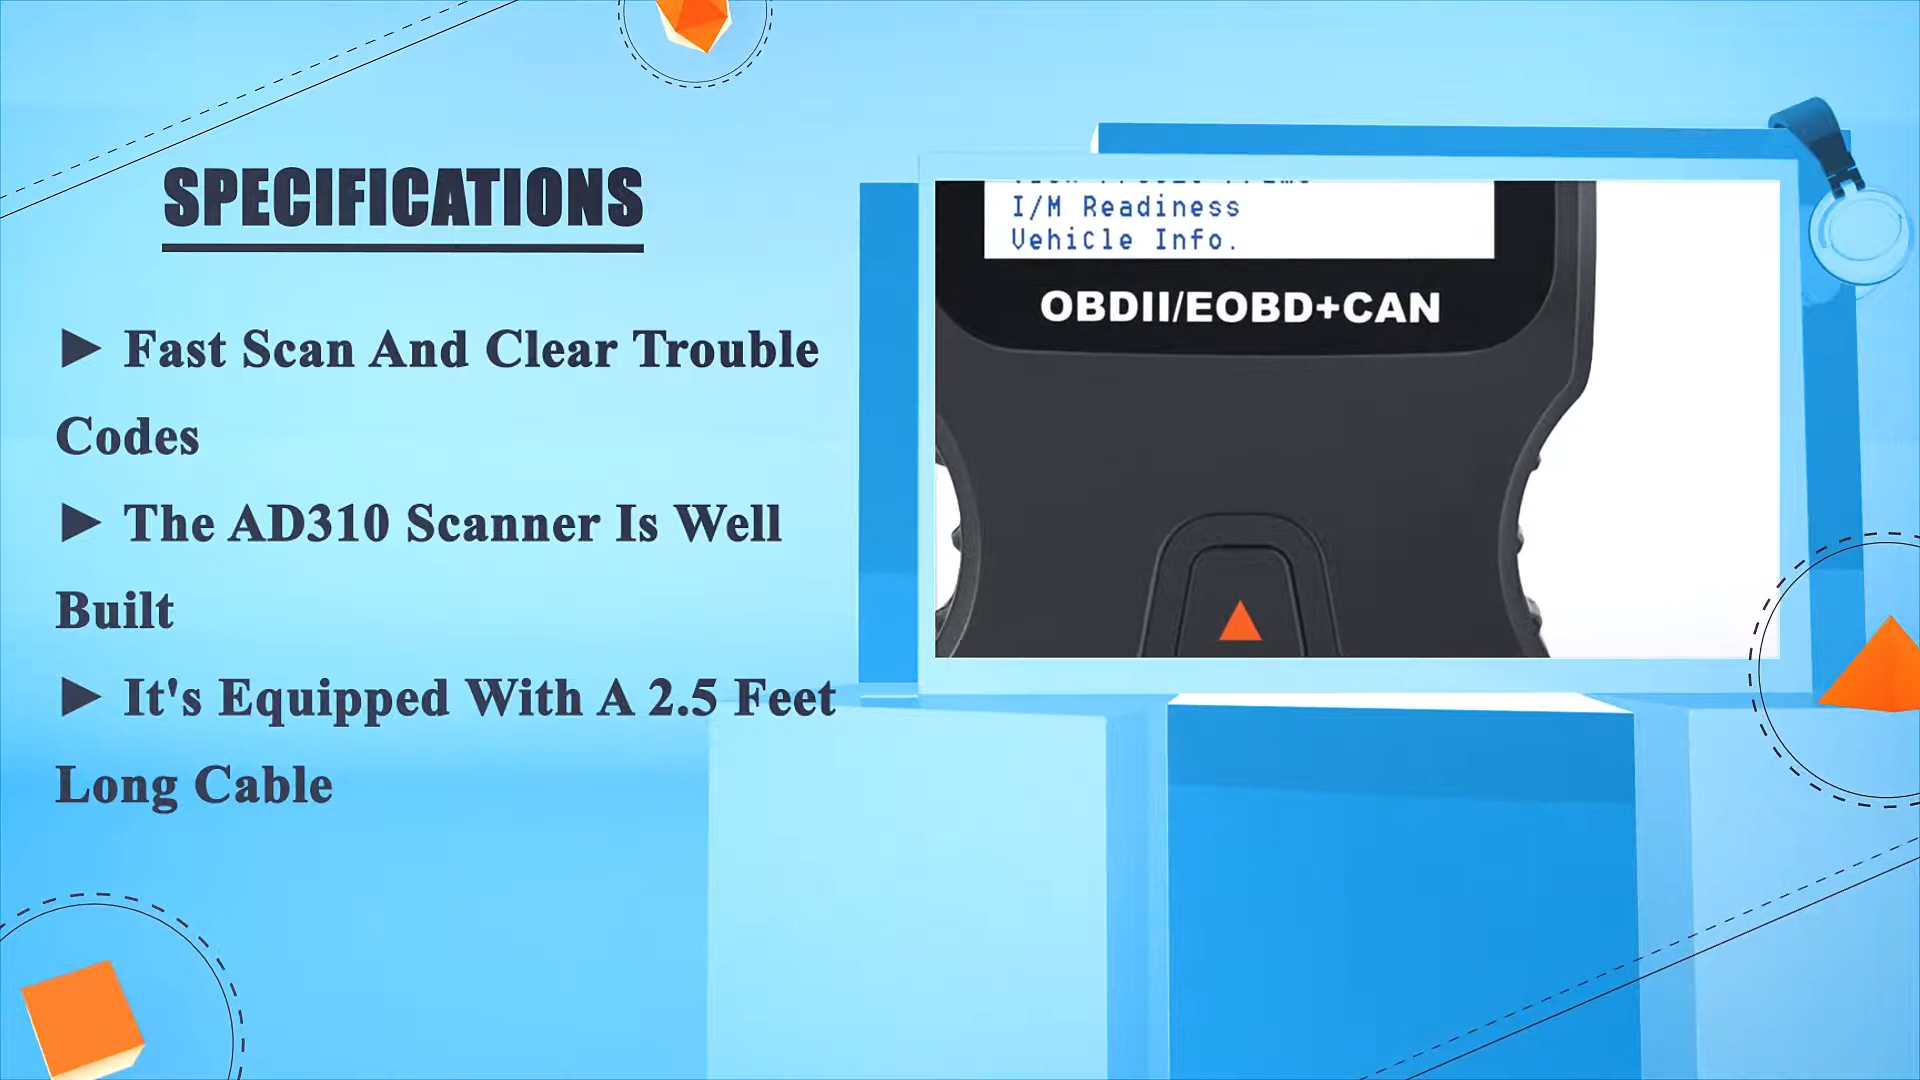 SPECIFICATIONS
► Fast Scan And Clear Trouble
Codes
► The AD310 Scanner Is Well
Built
► It's Equipped With A 2.5 Feet
Long Cable
I/M Readiness
Vehicle Info.
OBDII/EOBD+CAN